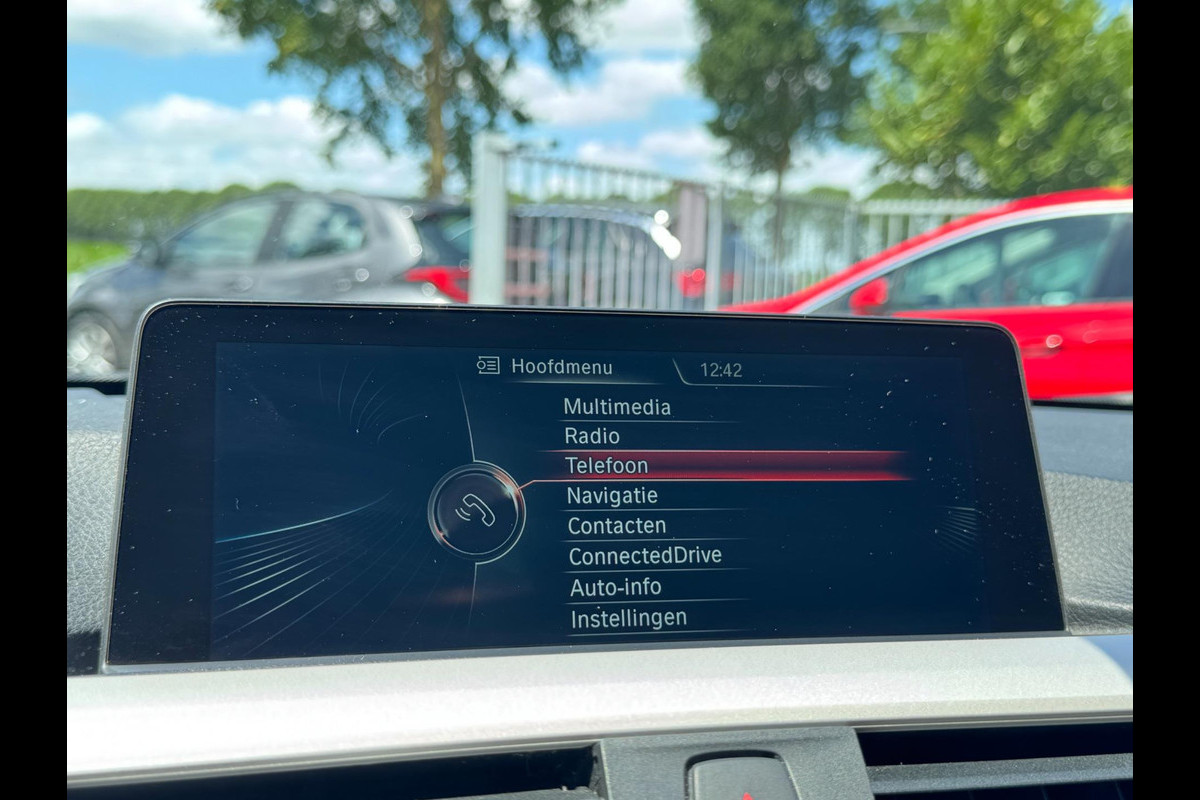 Hoofdmenu
12:42
Multimedia
Radio
Telefoon
Navigatie
Contacten
ConnectedDrive
Auto-info
Instellingen